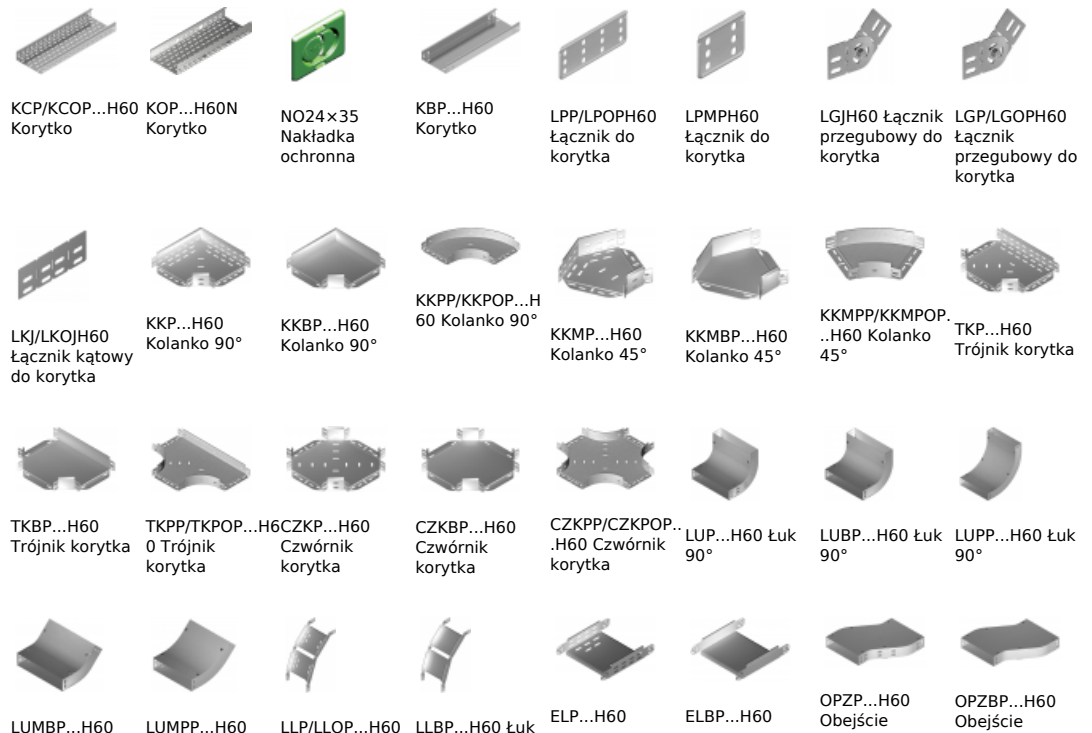 KCP/KCOP...H60
Korytko
KOP...H60N
Korytko
NO24×35
Nakładka
ochronna
KBP...H60
Korytko
LPP/LPOPH60
Łącznik do
korytka
LPMPH60
Łącznik do
korytka
LGJH60 Łącznik
przegubowy do
korytka
LGP/LGOPH60
Łącznik
przegubowy do
korytka
LKJ/LKOJH60
Łącznik kątowy
do korytka
KKP...H60
Kolanko 90°
KKBP...H60
Kolanko 90°
KKPP/KKPOP...H
60 Kolanko 90°
KKMP...H60
Kolanko 45°
KKMBP...H60
Kolanko 45°
KKMPP/KKMPOP.
..H60 Kolanko
45°
TKP...H60
Trójnik korytka
TKBP...H60
Trójnik korytka
TKPP/TKPOP...H6
0 Trójnik
korytka
CZKP...H60
Czwórnik
korytka
CZKBP...H60
Czwórnik
korytka
CZKPP/CZKPOP..
.H60 Czwórnik
korytka
LUP...H60 Łuk
90°
LUBP...H60 Łuk
90°
LUPP...H60 Łuk
90°
LUMBP...H60
LUMPP...H60
LLP/LLOP...H60
LLBP...H60 Łuk
ELP...H60
ELBP...H60
OPZP...H60
Obejście
OPZBP...H60
Obejście